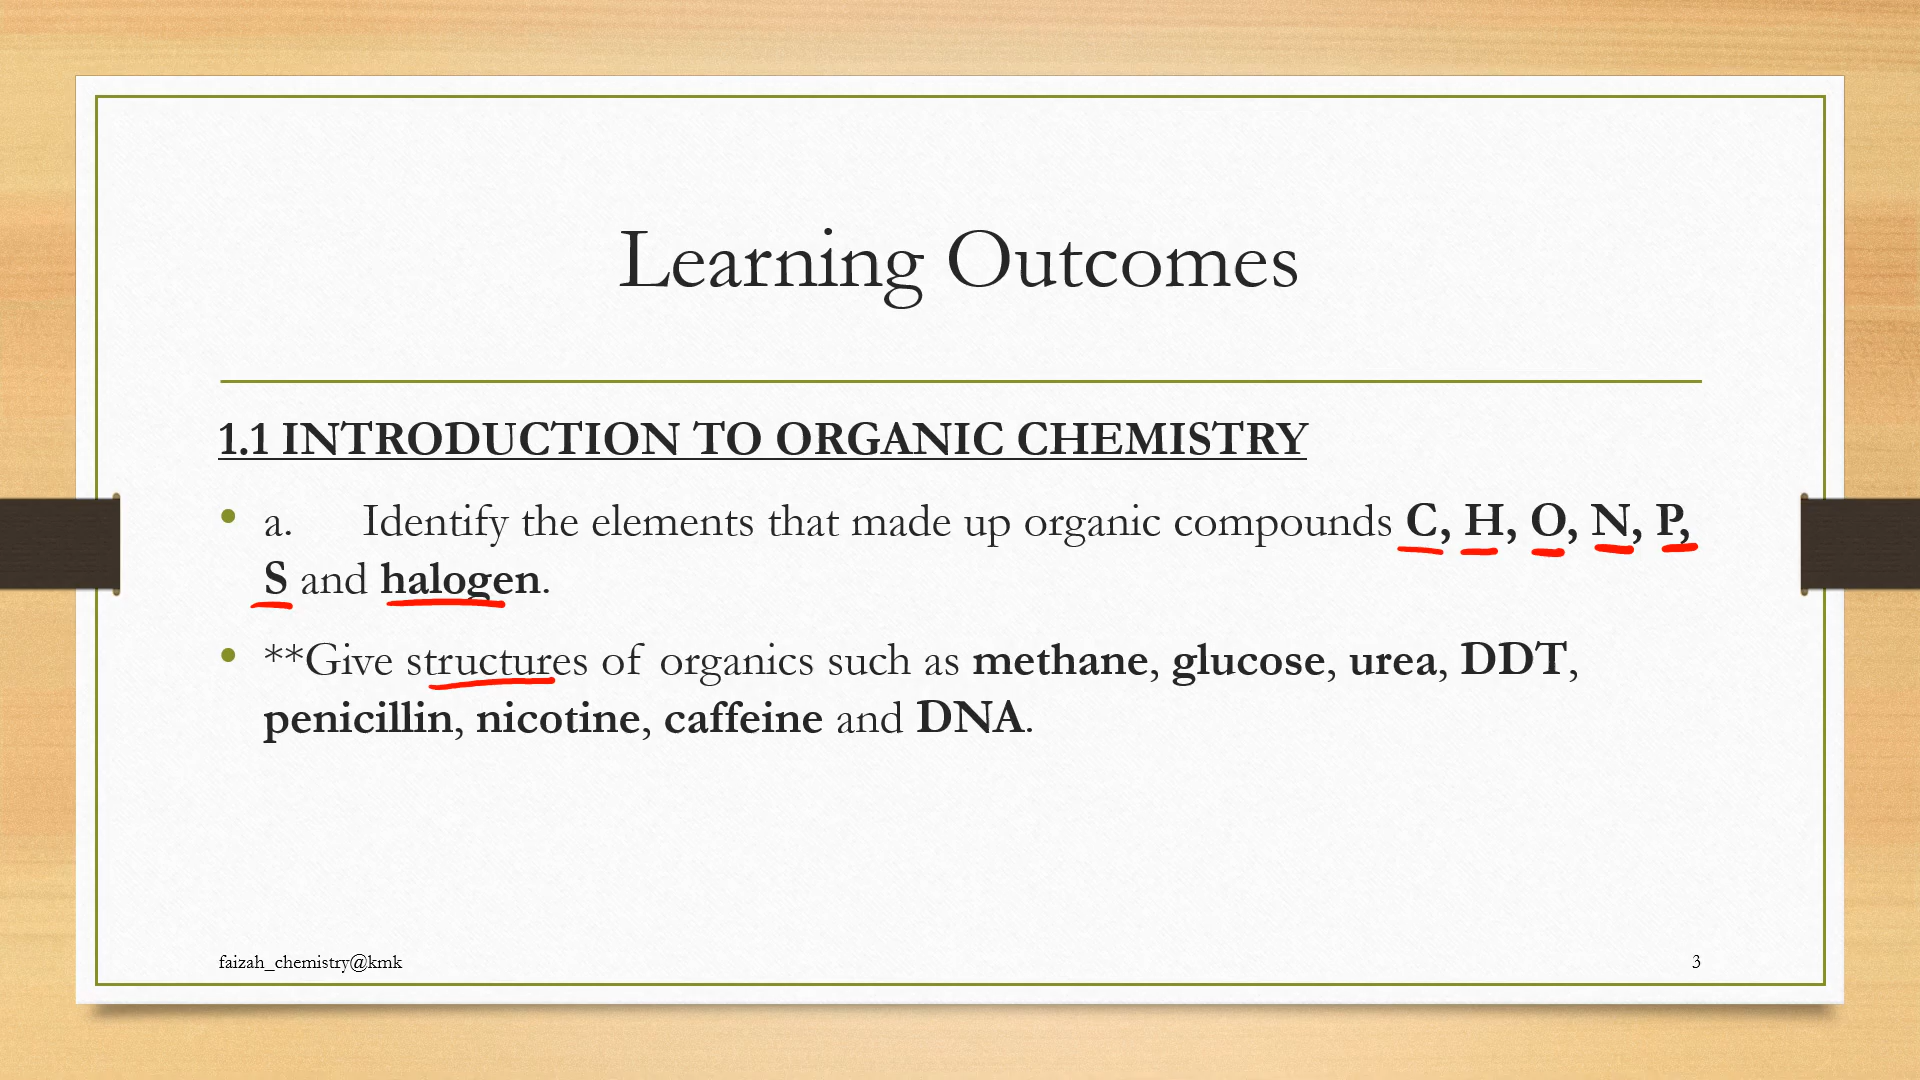 Learning Outcomes
1.1 INTRODUCTION TO ORGANIC CHEMISTRY
• a. Identify the elements that made up organic compounds C, H, O, N, P,
S and halogen.
• **Give structures of organics such as methane, glucose, urea, DDT,
penicillin, nicotine, caffeine and DNA.
faizah_chemistry@kmk
3